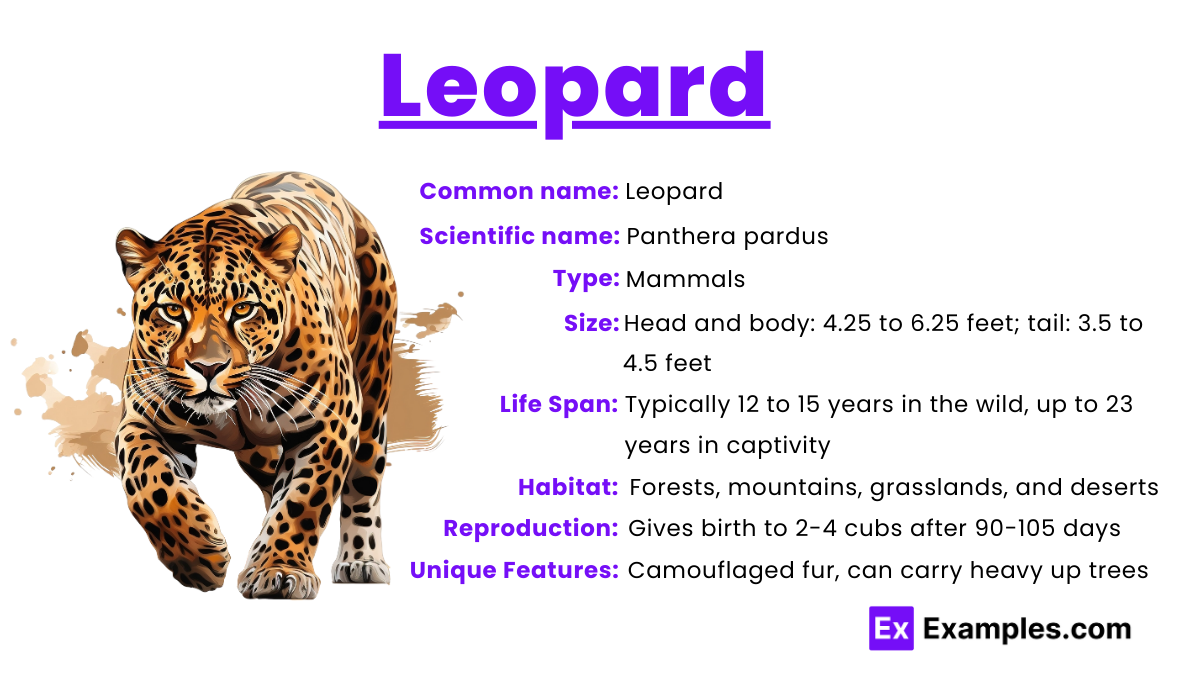 Leopard
Common name: Leopard
Scientific name: Panthera pardus
Type: Mammals
Size: Head and body: 4.25 to 6.25 feet; tail: 3.5 to
4.5 feet
Life Span: Typically 12 to 15 years in the wild, up to 23
years in captivity
Habitat: Forests, mountains, grasslands, and deserts
Reproduction: Gives birth to 2-4 cubs after 90-105 days
Unique Features: Camouflaged fur, can carry heavy up trees
Ex Examples.com